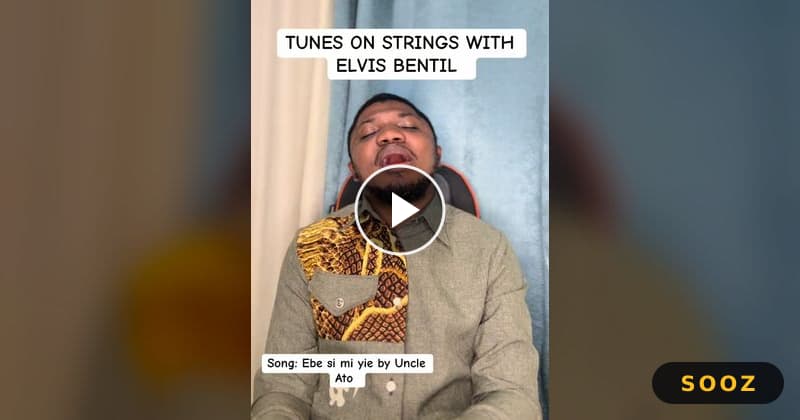 TUNES ON STRINGS WITH
ELVIS BENTIL
Song: Ebe si mi yie by Uncle
Ato
SOOZ